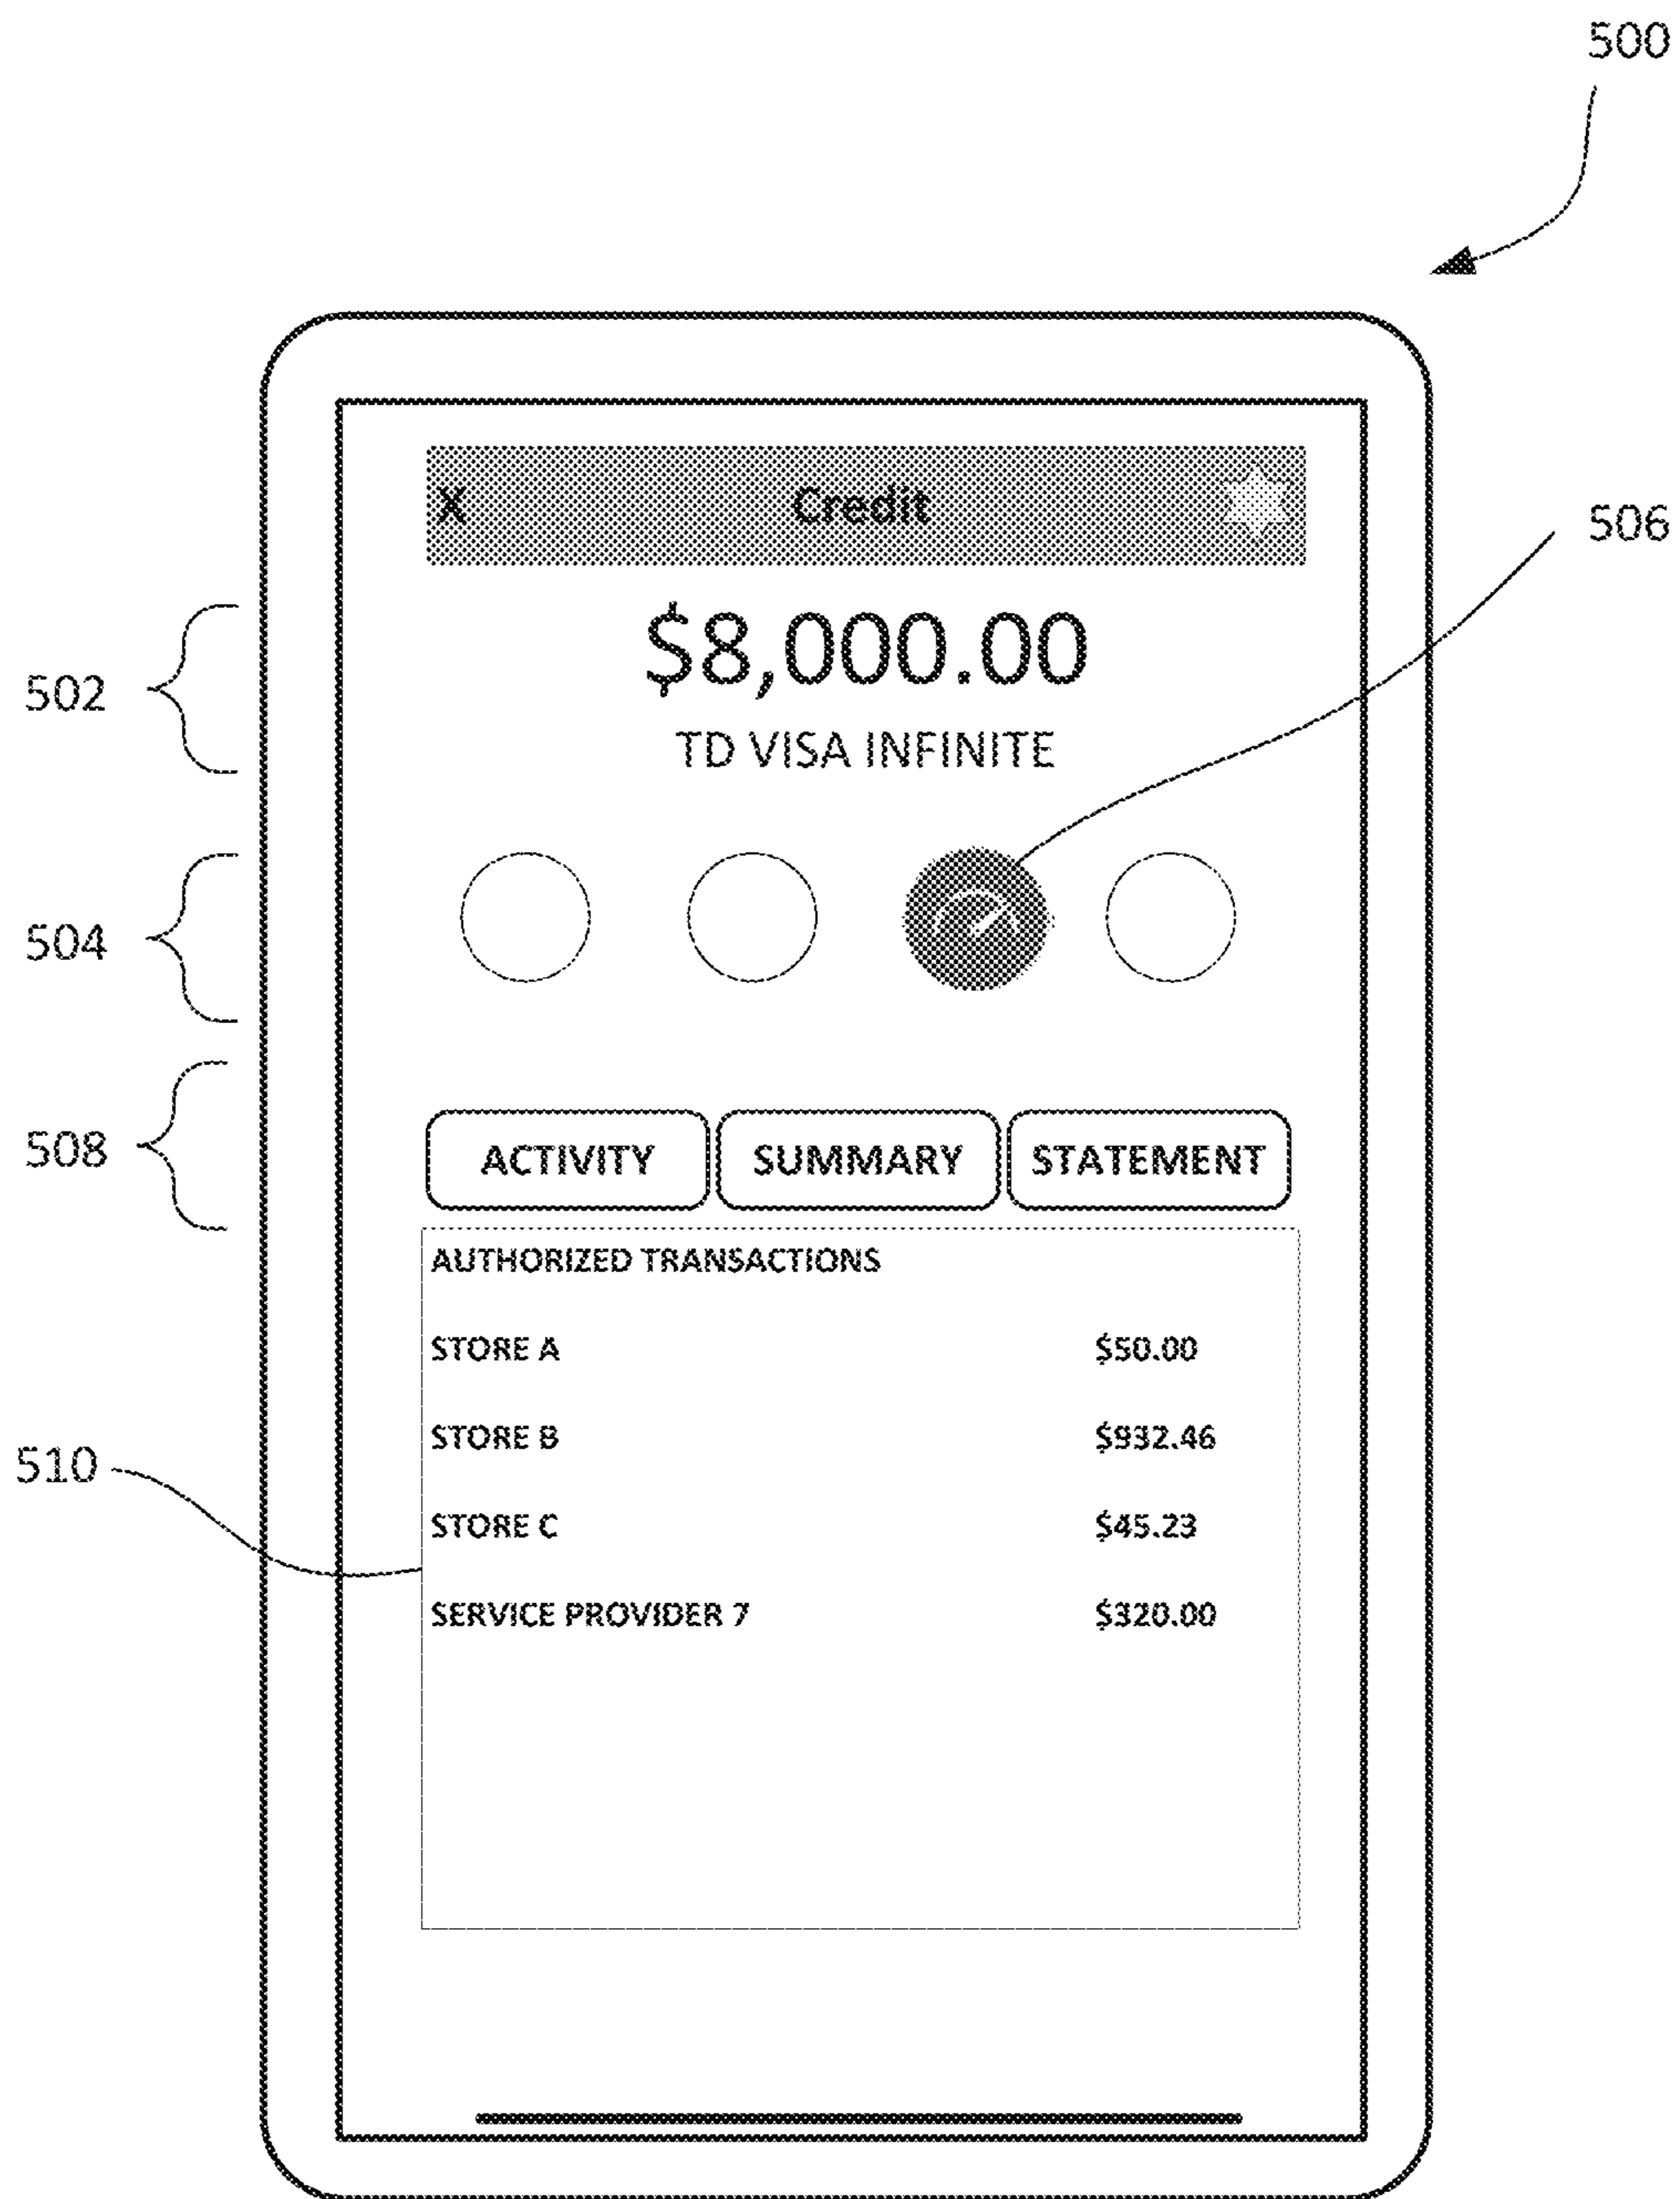 500
X Credit
506
$8,000.00
502
TD VISA INFINITE
504
508
ACTIVITY SUMMARY STATEMENT
AUTHORIZED TRANSACTIONS
STORE A $50.00
STORE B $932.46
510
STORE C $45.23
SERVICE PROVIDER 7 $320.00